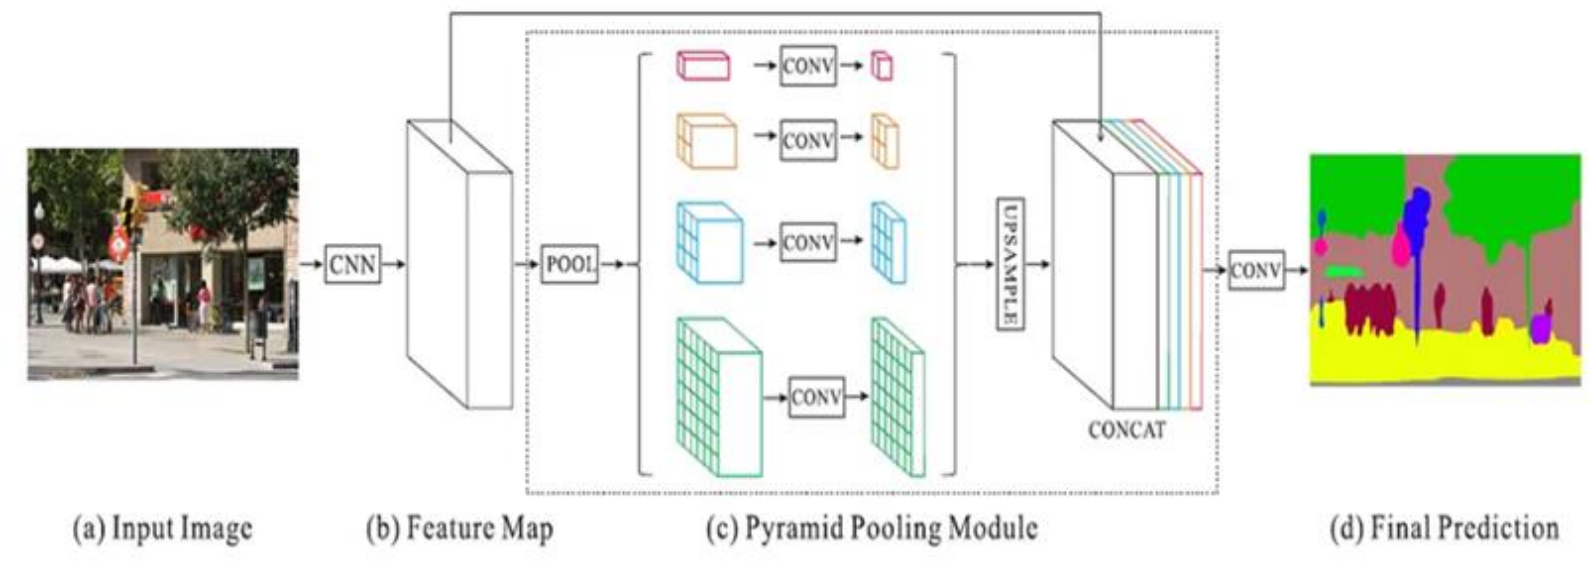 CONV
CONV
CNN
POOL
CONV
UPSAMPLE
CONV
CONV
CONCAT
(a) Input Image
(b) Feature Map
(c) Pyramid Pooling Module
(d) Final Prediction